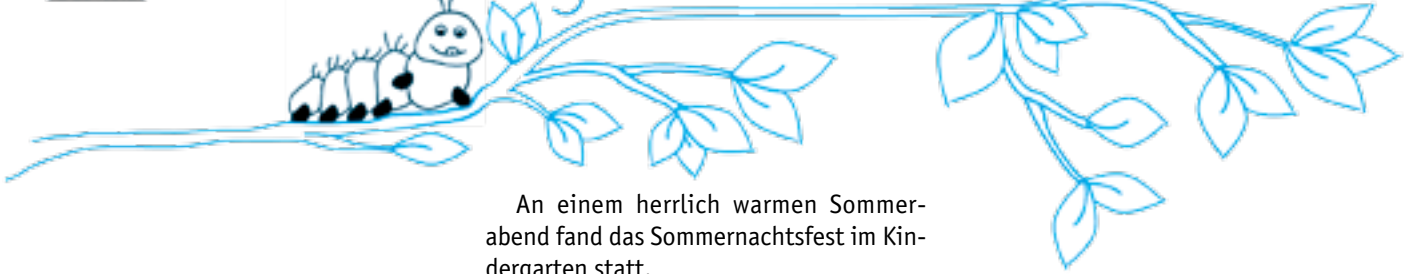 An einem herrlich warmen Sommer-
abend fand das Sommernachtsfest im Kin-
dergarten statt.